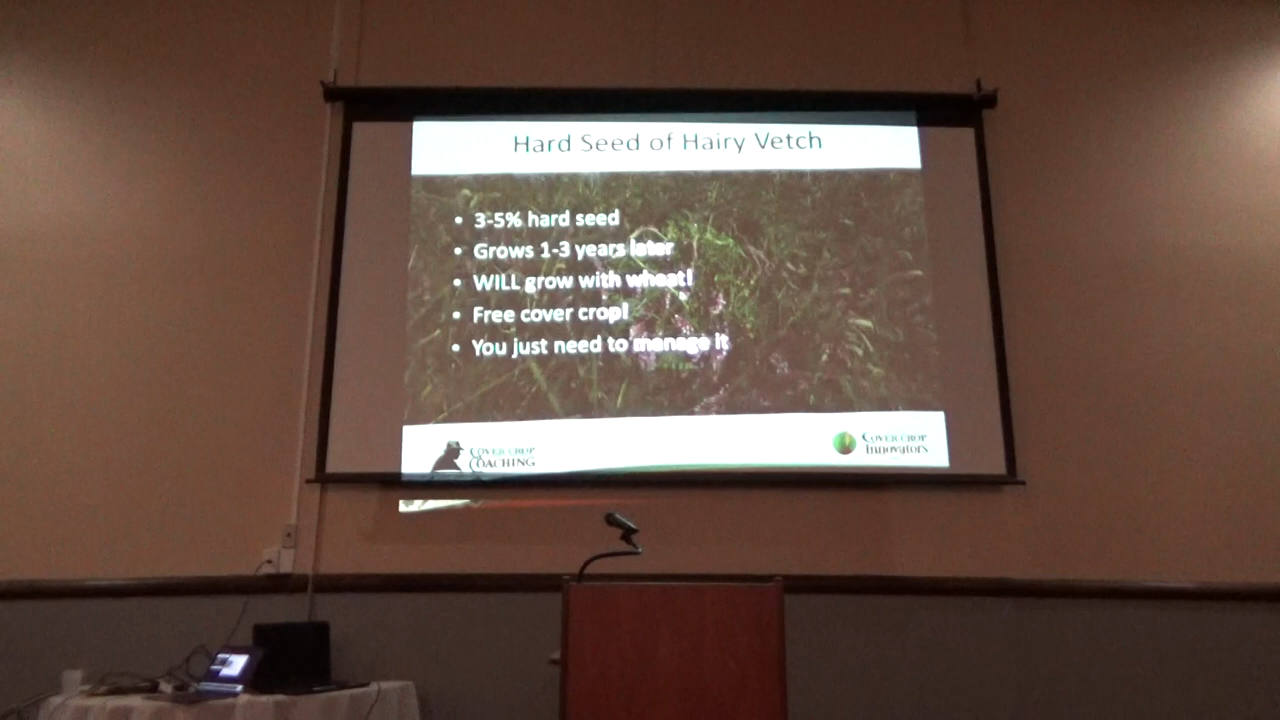 Hard Seed of Hairy Vetch
• 3-5% hard seed
• Grows 1-3 years later
• WILL grow with wheat!
• Free cover crop!
• You just need to manage it
COVER CROP
COACHING
COVER CROP
Innovators